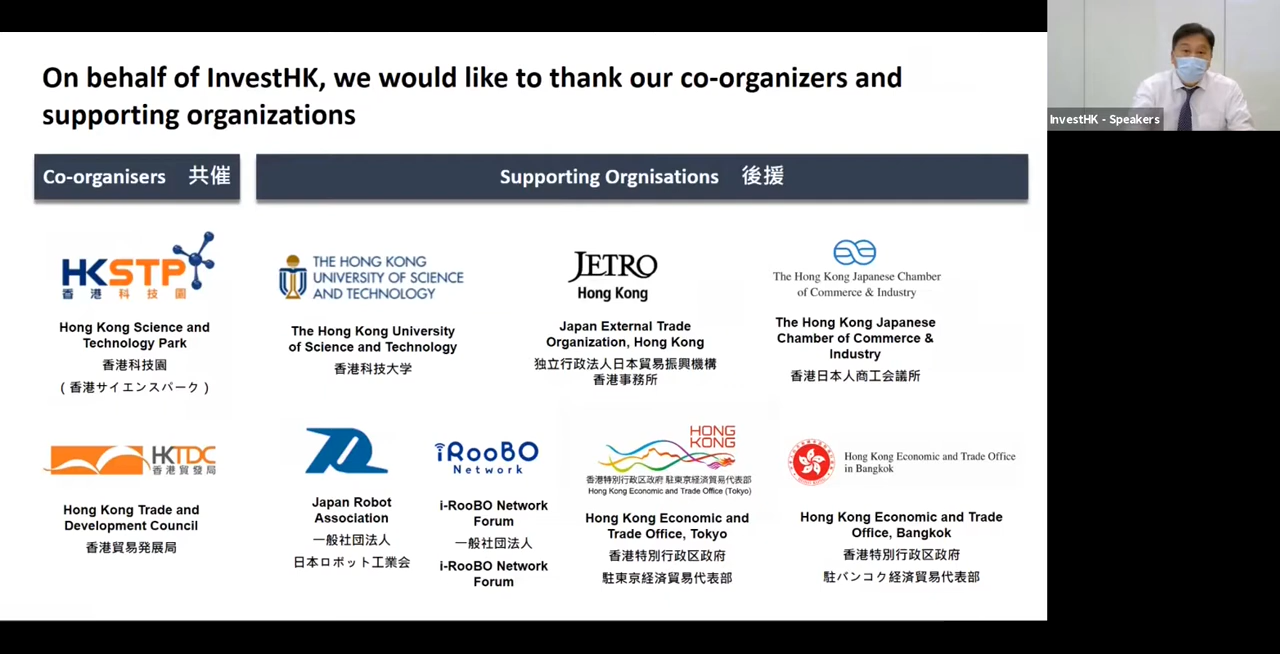 On behalf of InvestHK, we would like to thank our co-organizers and
supporting organizations
InvestHK - Speakers
Co-organisers 共催
Supporting Orgnisations 後援
HKSTP
香港科技園
Hong Kong Science and
Technology Park
香港科技園
(香港サイエンスパーク)
THE HONG KONG
UNIVERSITY OF SCIENCE
AND TECHNOLOGY
The Hong Kong University
of Science and Technology
香港科技大学
JETRO
Hong Kong
Japan External Trade
Organization, Hong Kong
独立行政法人日本貿易振興機構
香港事務所
The Hong Kong Japanese Chamber
of Commerce & Industry
The Hong Kong Japanese
Chamber of Commerce &
Industry
香港日本人商工会議所
HKTDC
香港貿發局
Hong Kong Trade and
Development Council
香港貿易発展局
Japan Robot
Association
一般社団法人
日本ロボット工業会
iRooBO
Network
i-RooBO Network
Forum
一般社団法人
i-RooBO Network
Forum
HONG
KONG
香港特別行政区政府 駐東京経済貿易代表部
Hong Kong Economic and Trade Office (Tokyo)
Hong Kong Economic and
Trade Office, Tokyo
香港特別行政区政府
駐東京経済貿易代表部
Hong Kong Economic and Trade Office
in Bangkok
Hong Kong Economic and Trade
Office, Bangkok
香港特別行政区政府
駐バンコク経済貿易代表部